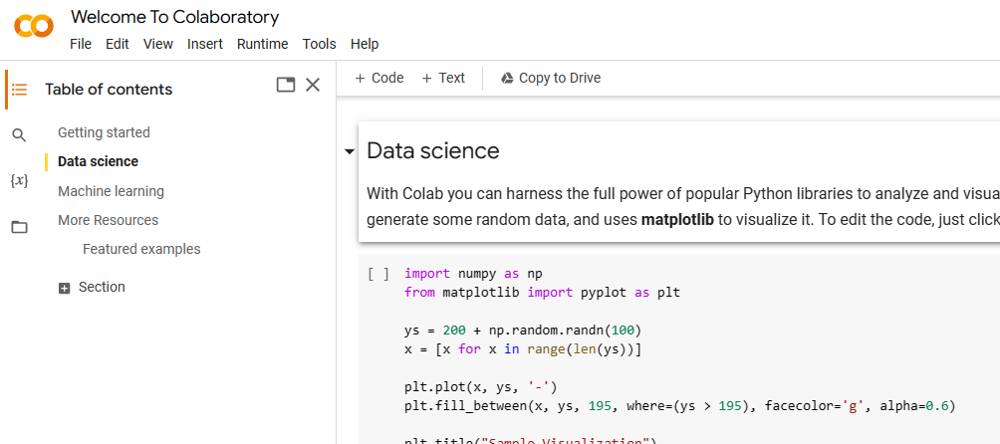 Welcome To Colaboratory
File Edit View Insert Runtime Tools Help
Table of contents
+ Code + Text Copy to Drive
Getting started
Data science
{x}
Machine learning
More Resources
Featured examples
Section
Data science
With Colab you can harness the full power of popular Python libraries to analyze and visua
generate some random data, and uses matplotlib to visualize it. To edit the code, just click
[ ] import numpy as np
from matplotlib import pyplot as plt
ys = 200 + np.random.randn(100)
x = [x for x in range(len(ys))]
plt.plot(x, ys, '-')
plt.fill_between(x, ys, 195, where=(ys > 195), facecolor='g', alpha=0.6)
plt.title("Sample Visualization")